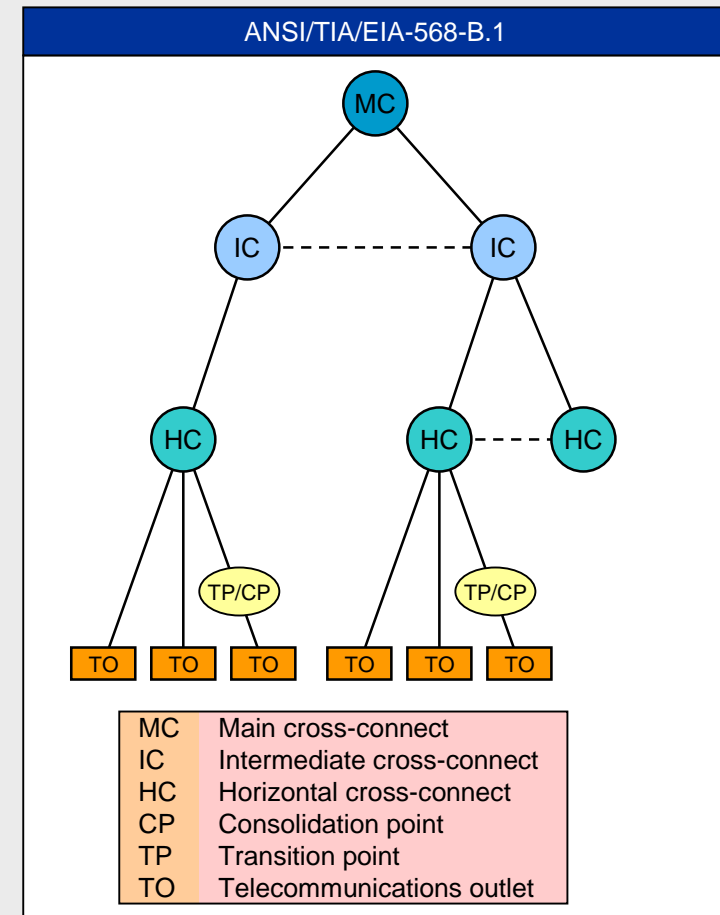 ANSI/TIA/EIA-568-B.1
MC
IC IC
HC HC HC
TP/CP TP/CP
TO TO TO TO TO TO
MC Main cross-connect
IC Intermediate cross-connect
HC Horizontal cross-connect
CP Consolidation point
TP Transition point
TO Telecommunications outlet